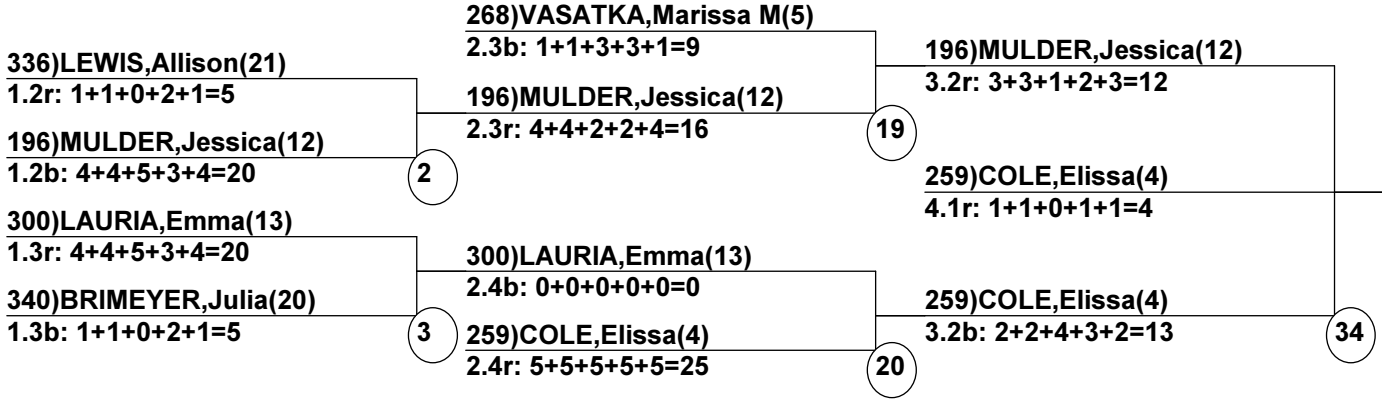 336)LEWIS,Allison(21)
1.2r: 1+1+0+2+1=5
196)MULDER,Jessica(12)
1.2b: 4+4+5+3+4=20
2
300)LAURIA,Emma(13)
1.3r: 4+4+5+3+4=20
340)BRIMEYER,Julia(20)
1.3b: 1+1+0+2+1=5
3
268)VASATKA,Marissa M(5)
2.3b: 1+1+3+3+1=9
196)MULDER,Jessica(12)
2.3r: 4+4+2+2+4=16
19
300)LAURIA,Emma(13)
2.4b: 0+0+0+0+0=0
259)COLE,Elissa(4)
2.4r: 5+5+5+5+5=25
20
196)MULDER,Jessica(12)
3.2r: 3+3+1+2+3=12
259)COLE,Elissa(4)
4.1r: 1+1+0+1+1=4
259)COLE,Elissa(4)
3.2b: 2+2+4+3+2=13
34